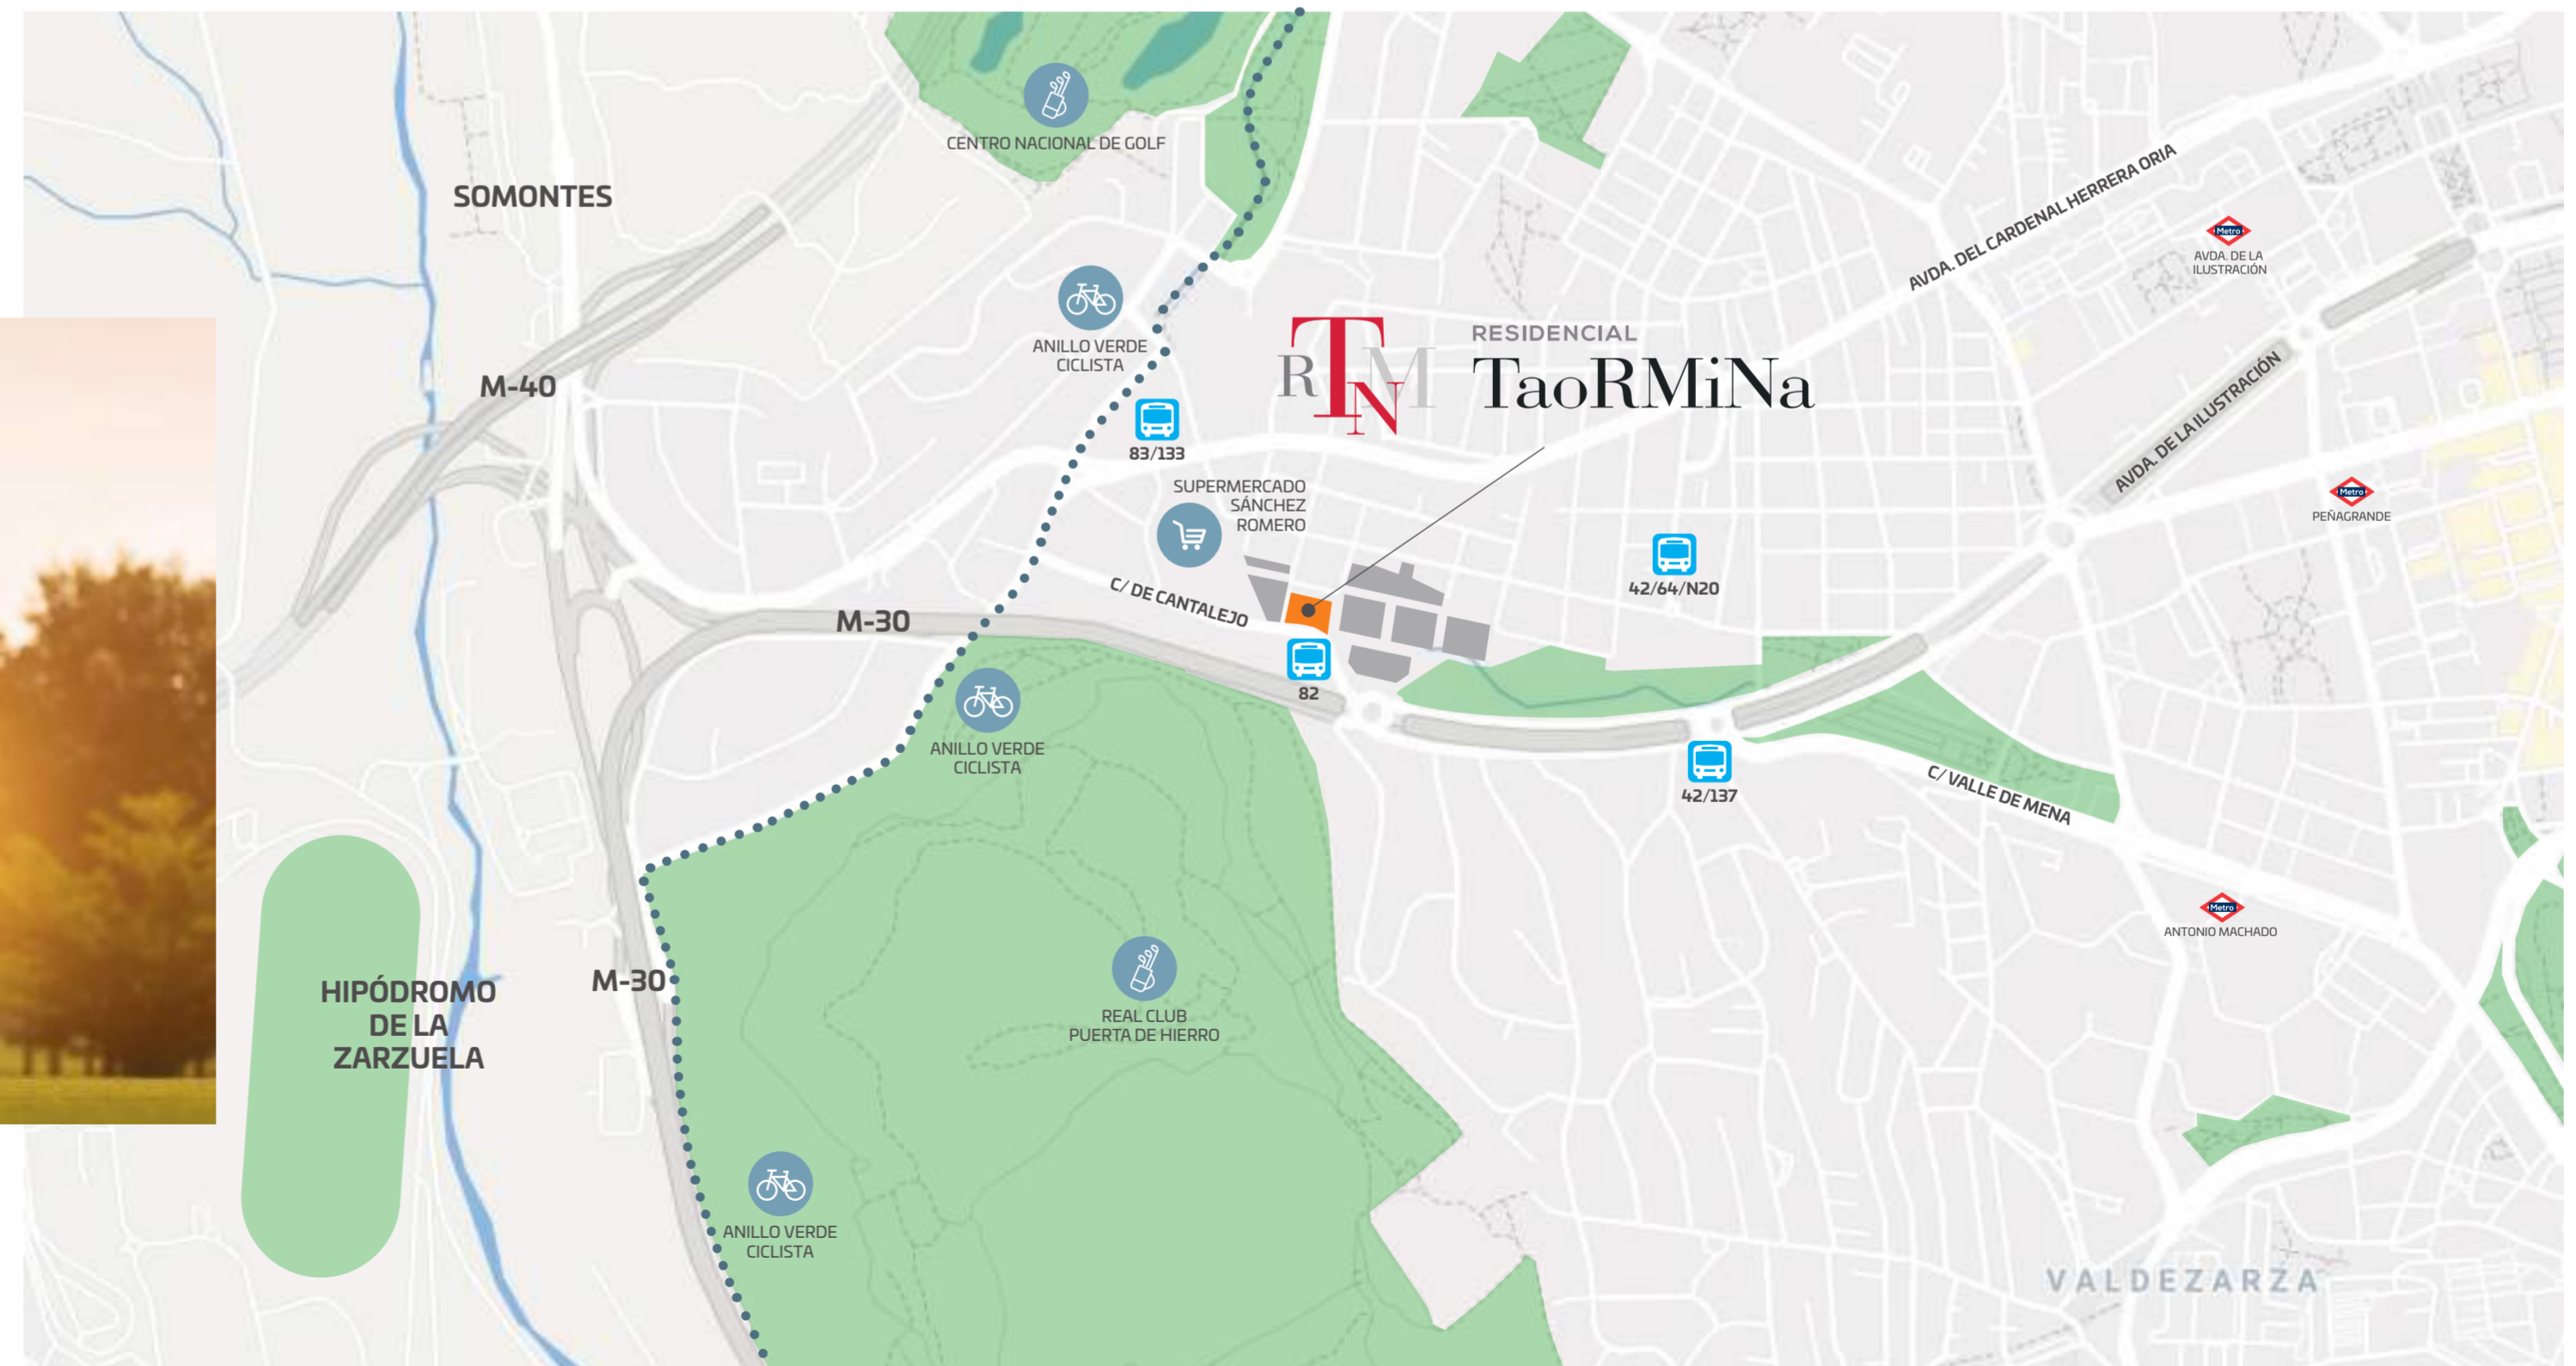 CENTRO NACIONAL DE GOLF
SOMONTES
AVDA. DEL CARDENAL HERRERA ORIA
Metro
AVDA. DE LA
ILUSTRACIÓN
ANILLO VERDE
CICLISTA
RTNM
RESIDENCIAL
TaoRMiNa
M-40
AVDA. DE LA ILUSTRACIÓN
83/133
SUPERMERCADO
SÁNCHEZ
ROMERO
Metro
PEÑAGRANDE
42/64/N20
C/ DE CANTALEJO
M-30
82
ANILLO VERDE
CICLISTA
42/137
C/ VALLE DE MENA
Metro
ANTONIO MACHADO
HIPÓDROMO
DE LA
ZARZUELA
M-30
REAL CLUB
PUERTA DE HIERRO
ANILLO VERDE
CICLISTA
VALDEZARZA